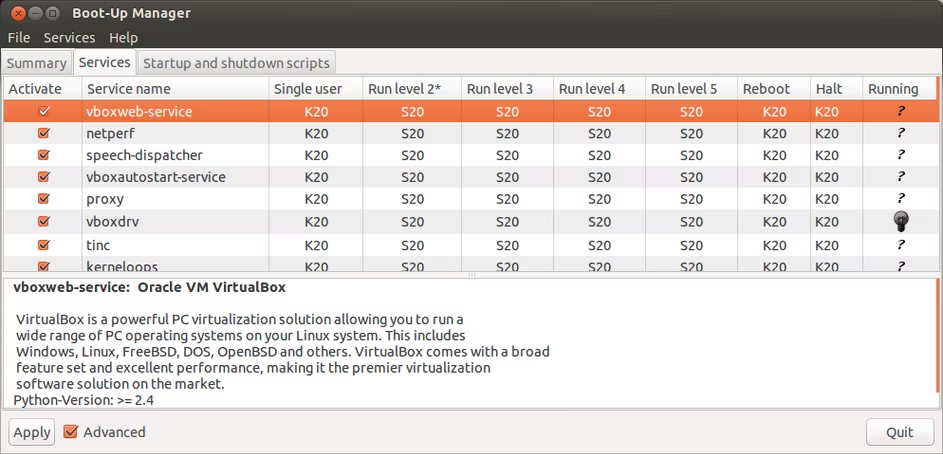 Boot-Up Manager
File Services Help
Summary Services Startup and shutdown scripts
Activate Service name Single user Run level 2* Run level 3 Run level 4 Run level 5 Reboot Halt Running
vboxweb-service K20 S20 S20 S20 S20 K20 K20 ?
netperf K20 S20 S20 S20 S20 K20 K20 ?
speech-dispatcher K20 S20 S20 S20 S20 K20 K20 ?
vboxautostart-service K20 S20 S20 S20 S20 K20 K20 ?
proxy K20 S20 S20 S20 S20 K20 K20 ?
vboxdrv K20 S20 S20 S20 S20 K20 K20
tinc K20 S20 S20 S20 S20 K20 K20 ?
kerneloops K20 S20 S20 S20 S20 K20 K20 ?
vboxweb-service: Oracle VM VirtualBox
VirtualBox is a powerful PC virtualization solution allowing you to run a
wide range of PC operating systems on your Linux system. This includes
Windows, Linux, FreeBSD, DOS, OpenBSD and others. VirtualBox comes with a broad
feature set and excellent performance, making it the premier virtualization
software solution on the market.
Python-Version: >= 2.4
Apply Advanced Quit